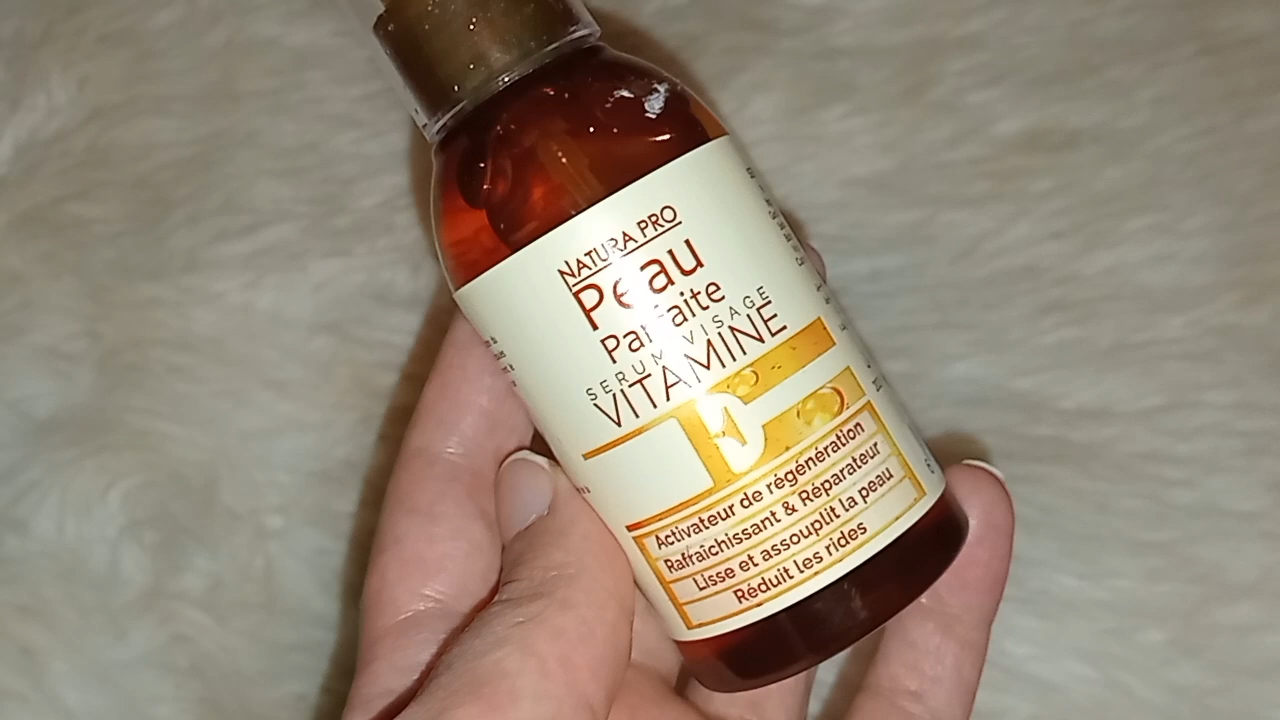 NATURA PRO
Peau
Parfaite
SERUM VISAGE
VITAMINE
E
Activateur de régénération
Rafraîchissant & Réparateur
Lisse et assouplit la peau
Réduit les rides